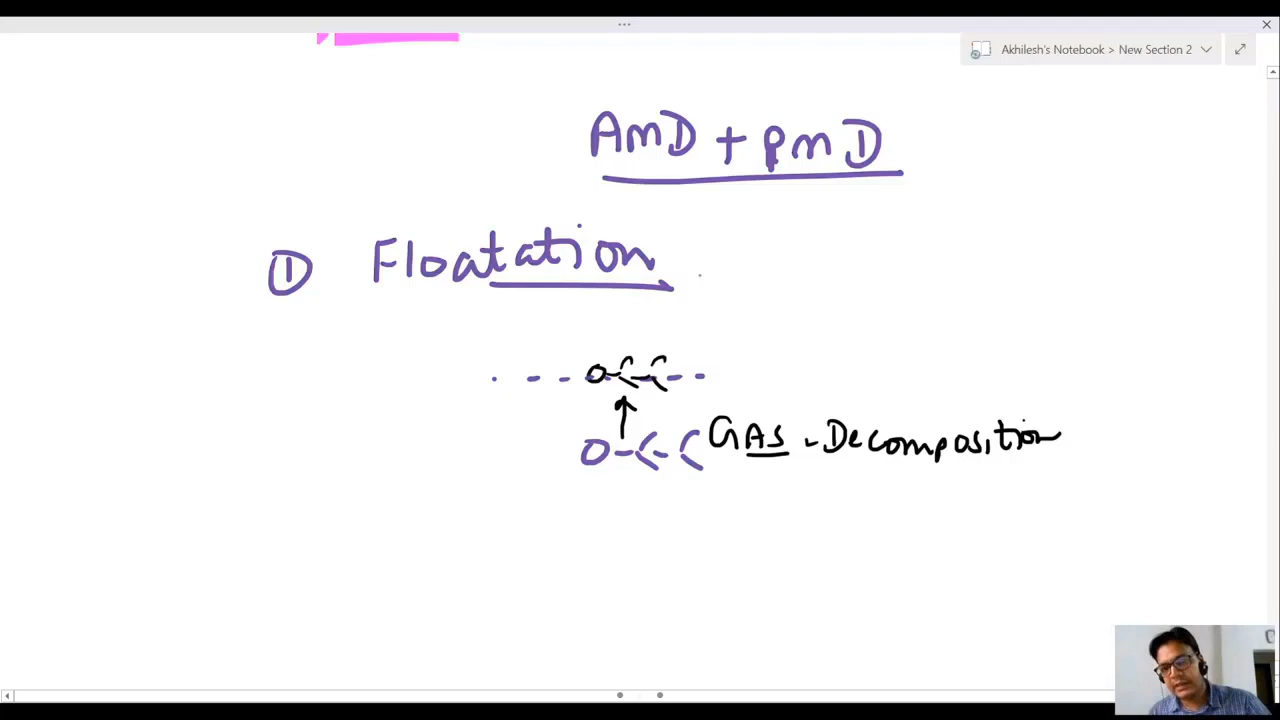 Akhilesh's Notebook > New Section 2
AmD + PmD
① Floatation
GAS - Decomposition